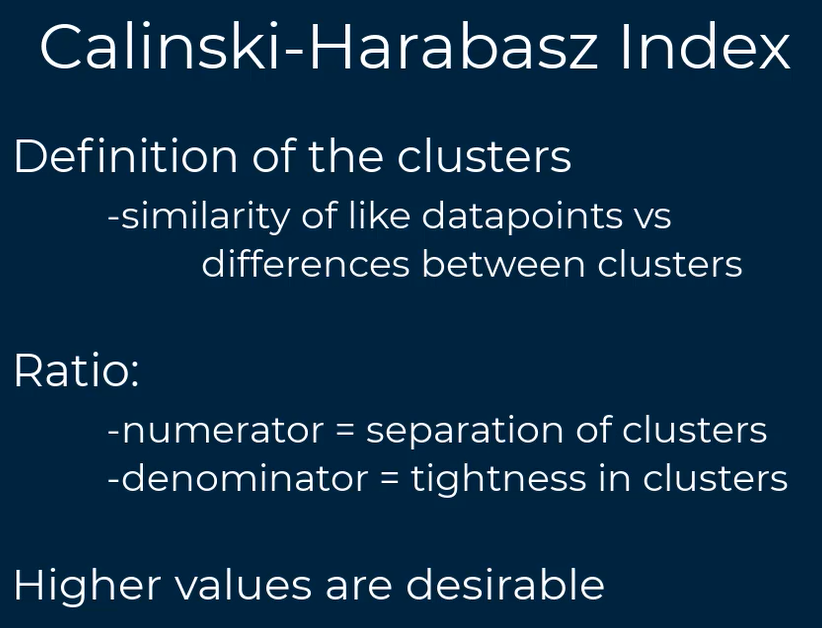 Calinski-Harabasz Index
Definition of the clusters
-similarity of like datapoints vs
differences between clusters
Ratio:
-numerator = separation of clusters
-denominator = tightness in clusters
Higher values are desirable